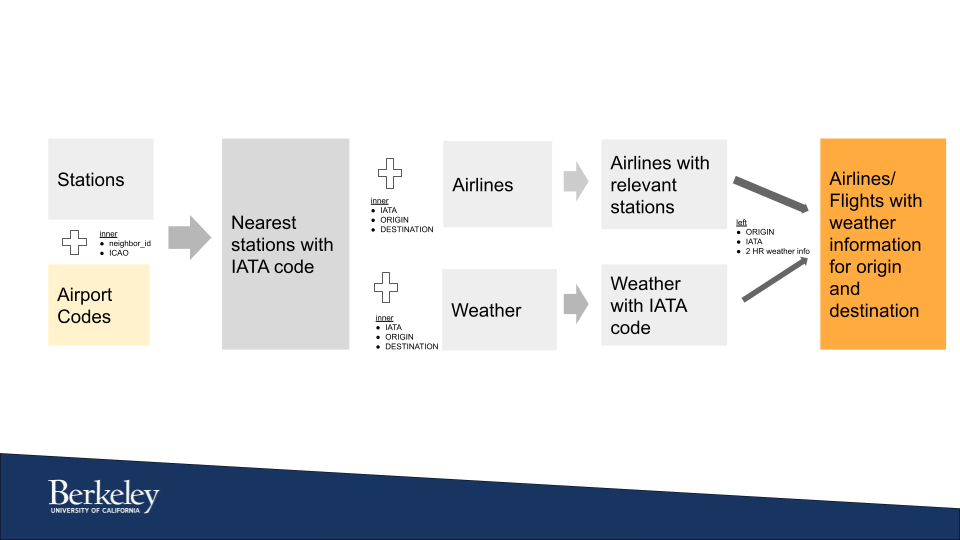 Stations
inner
● neighbor_id
● ICAO
Airport
Codes
Nearest
stations with
IATA code
inner
● IATA
● ORIGIN
● DESTINATION
Airlines
inner
● IATA
● ORIGIN
● DESTINATION
Weather
Airlines with
relevant
stations
Weather
with IATA
code
left
● ORIGIN
● IATA
● 2 HR weather info
Airlines/
Flights with
weather
information
for origin
and
destination
Berkeley
UNIVERSITY OF CALIFORNIA